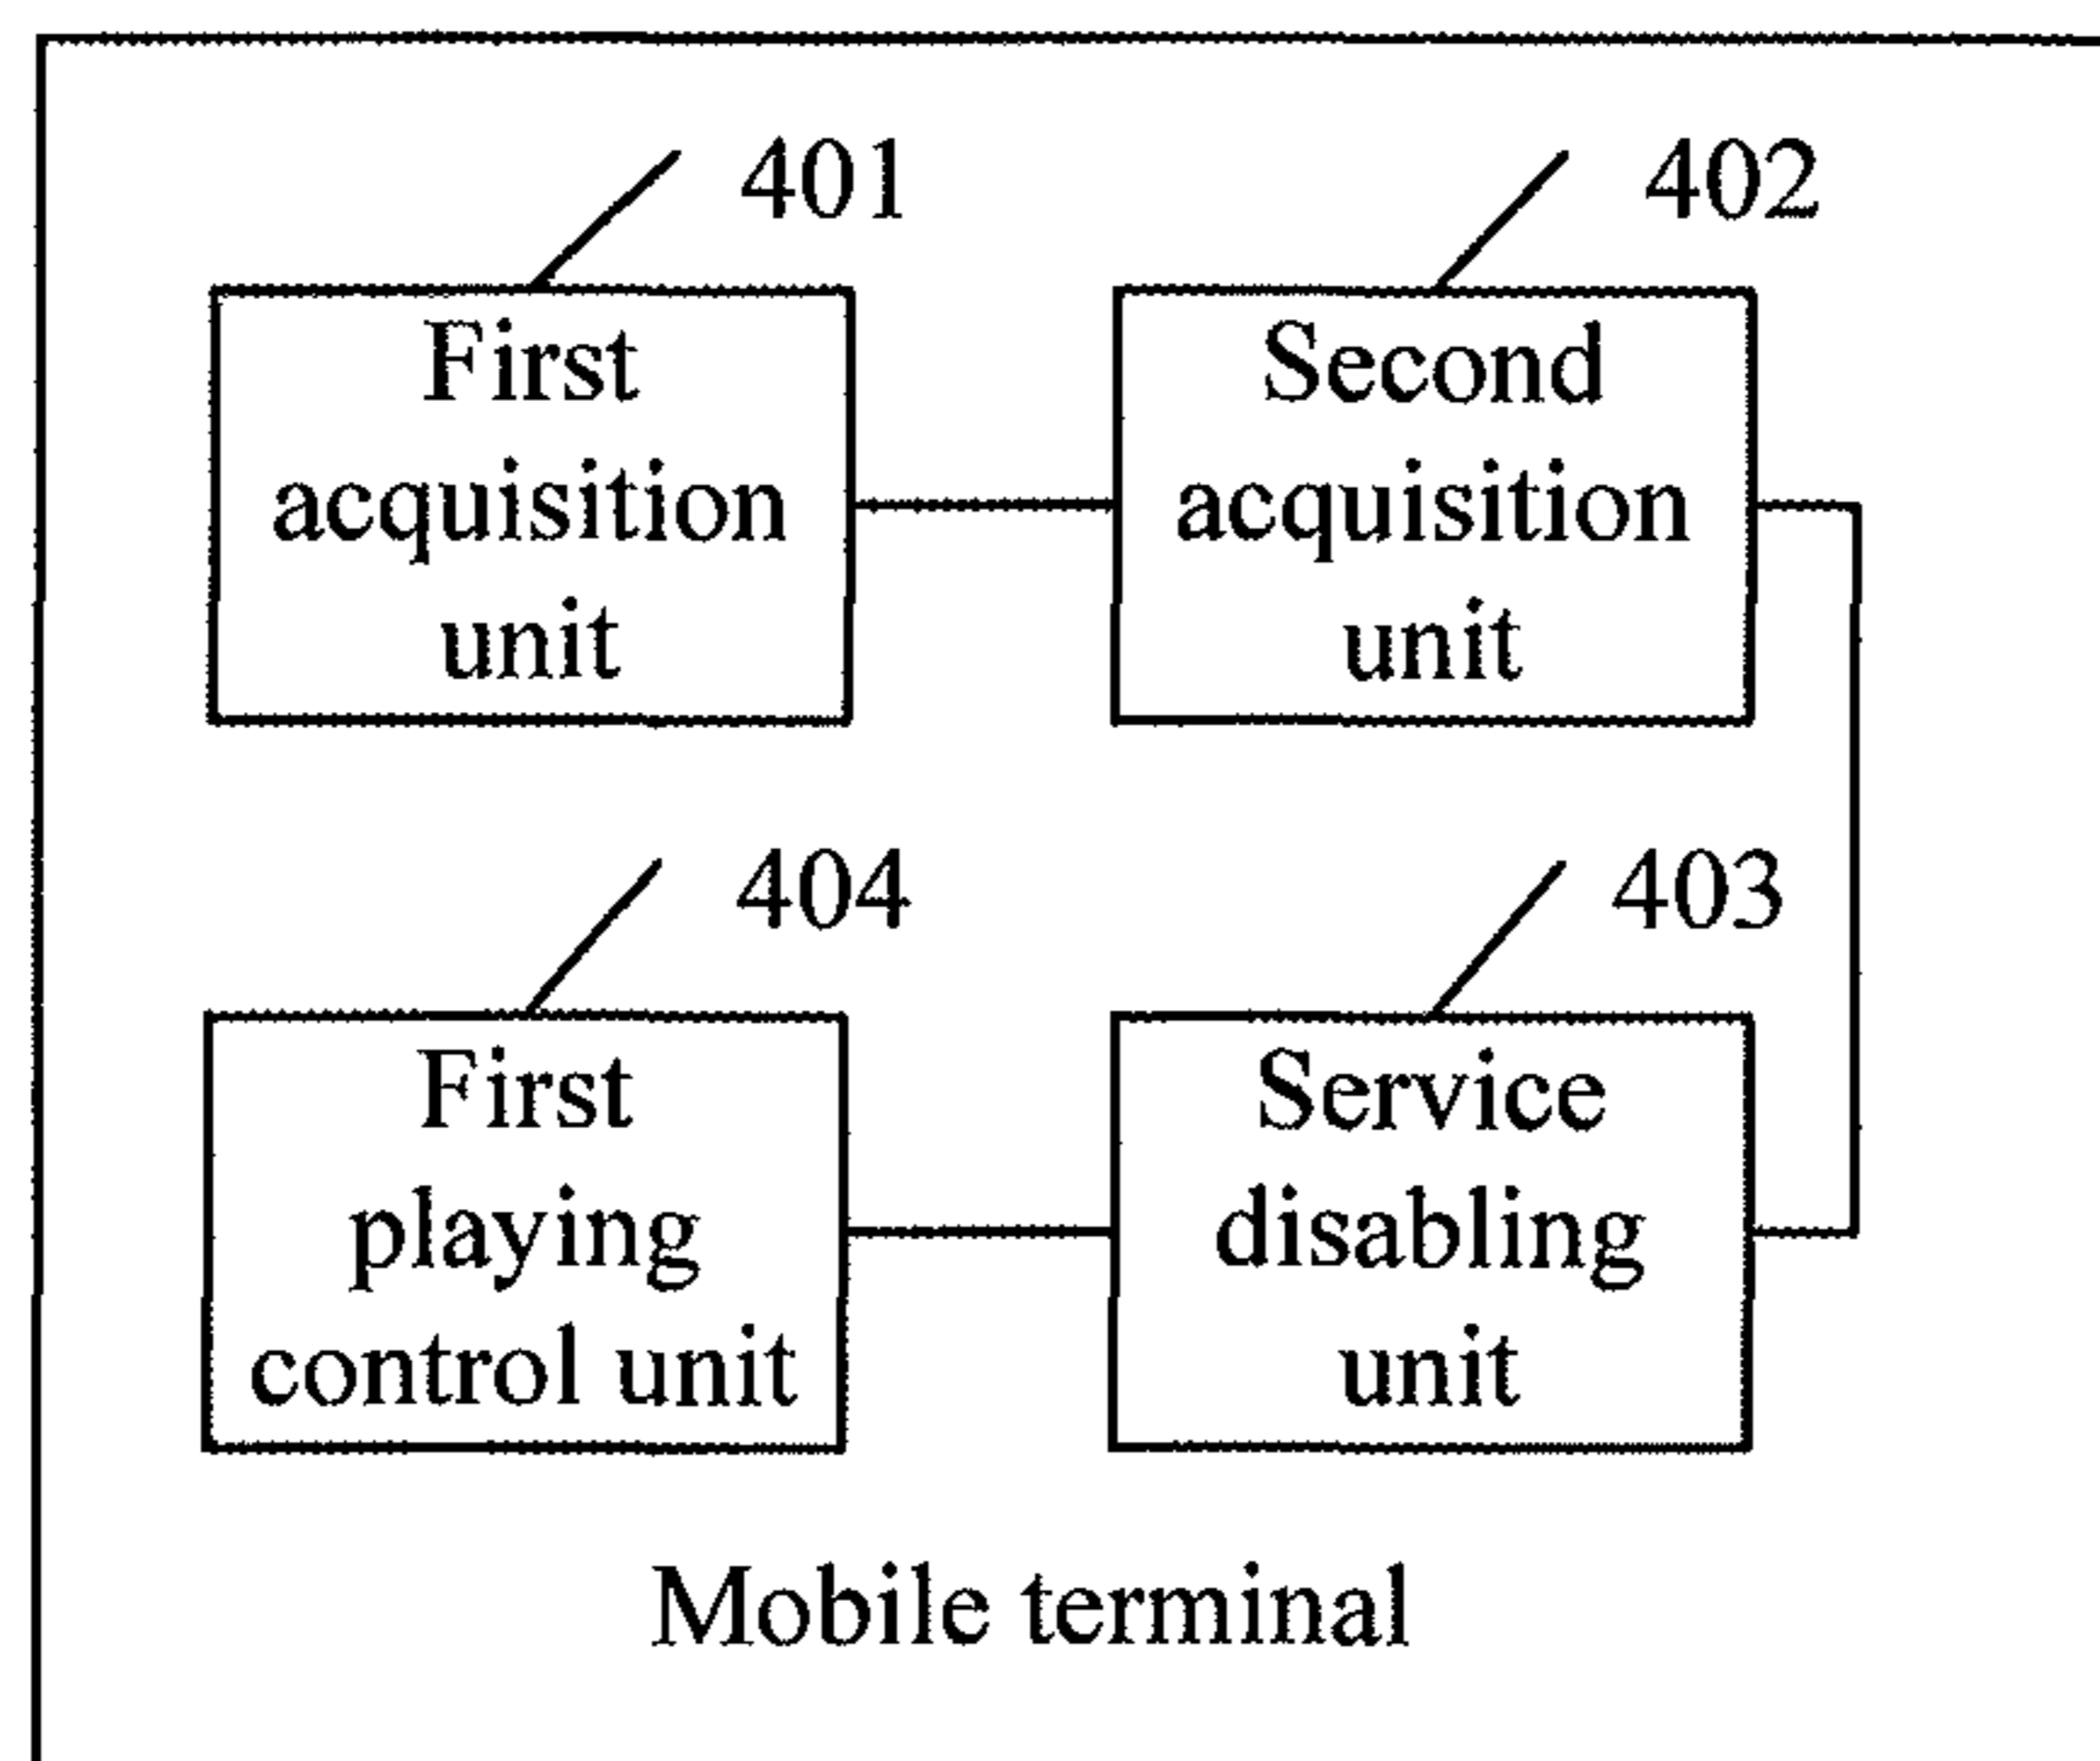 401
402
First
acquisition
unit
Second
acquisition
unit
404
403
First
playing
control unit
Service
disabling
unit
Mobile terminal